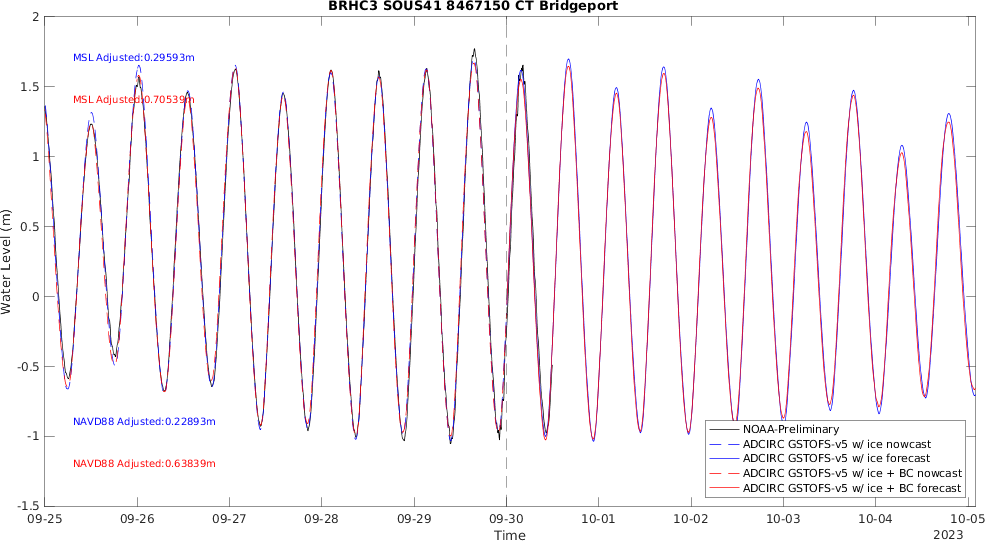 BRHC3 SOUS41 8467150 CT Bridgeport
2
1.5
1
0.5
0
-0.5
-1
-1.5
Water Level (m)
MSL Adjusted:0.29593m
MSL Adjusted:0.70539m
NAVD88 Adjusted:0.22893m
NAVD88 Adjusted:0.63839m
NOAA-Preliminary
ADCIRC GSTOFS-v5 w/ ice nowcast
ADCIRC GSTOFS-v5 w/ ice forecast
ADCIRC GSTOFS-v5 w/ ice + BC nowcast
ADCIRC GSTOFS-v5 w/ ice + BC forecast
09-25 09-26 09-27 09-28 09-29 09-30 10-01 10-02 10-03 10-04 10-05
Time
2023